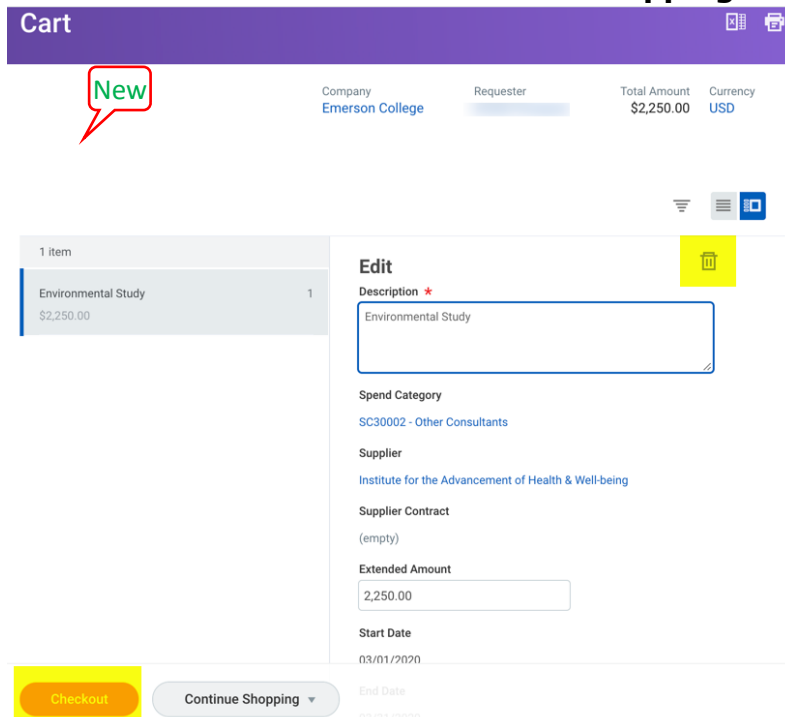 Cart
New
Company
Emerson College
Requester
Total Amount
$2,250.00
Currency
USD
1 item
Environmental Study 1
$2,250.00
Edit
Description *
Environmental Study
Spend Category
SC30002 - Other Consultants
Supplier
Institute for the Advancement of Health & Well-being
Supplier Contract
(empty)
Extended Amount
2,250.00
Start Date
03/01/2020
End Date
Checkout
Continue Shopping